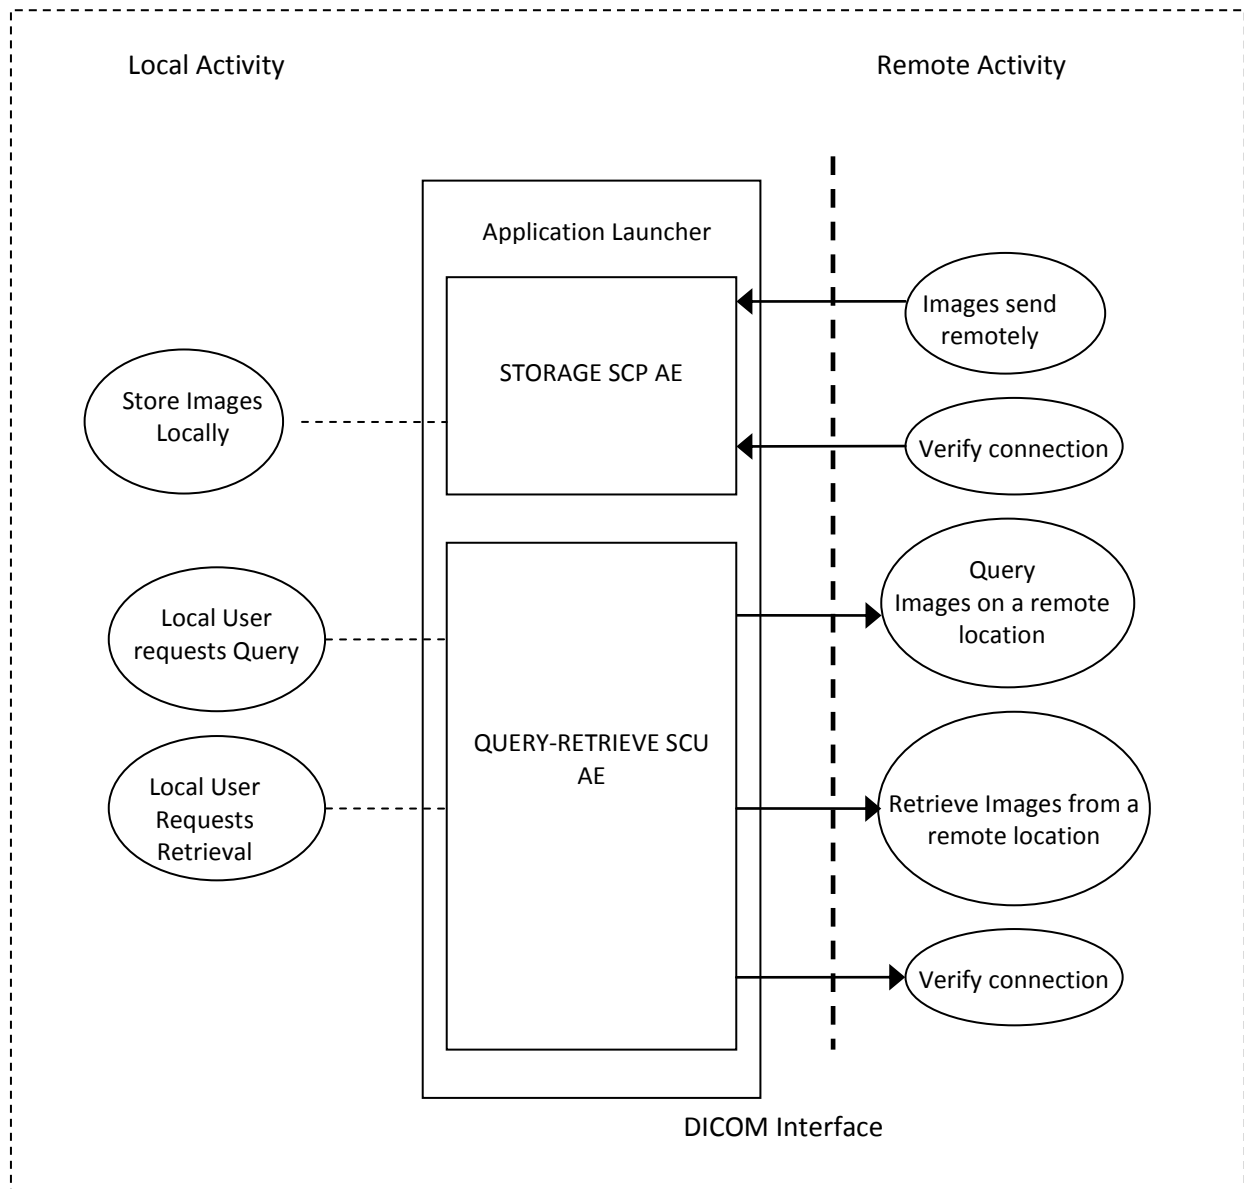 Local Activity
Remote Activity
Application Launcher
Images send
remotely
STORAGE SCP AE
Store Images
Locally
Verify connection
Query
Images on a remote
location
Local User
requests Query
QUERY-RETRIEVE SCU
AE
Local User
Requests
Retrieval
Retrieve Images from a
remote location
Verify connection
DICOM Interface